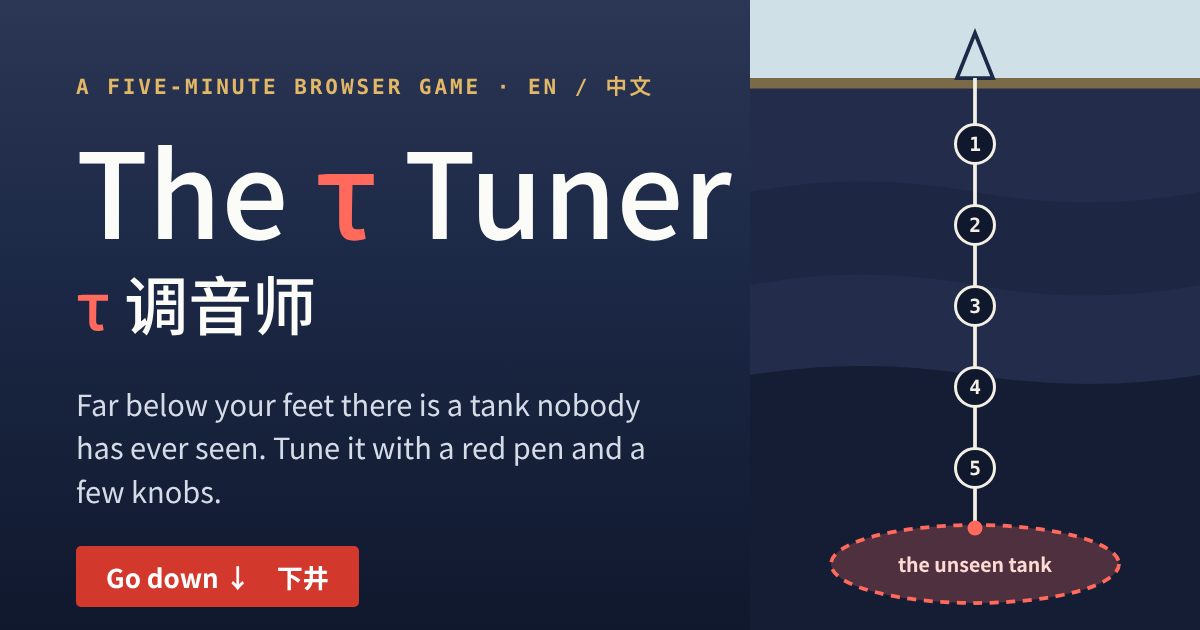 A FIVE-MINUTE BROWSER GAME · EN / 中文
The τ Tuner
τ 调音师
Far below your feet there is a tank nobody
has ever seen. Tune it with a red pen and a
few knobs.
Go down ↓ 下井
1
2
3
4
5
the unseen tank